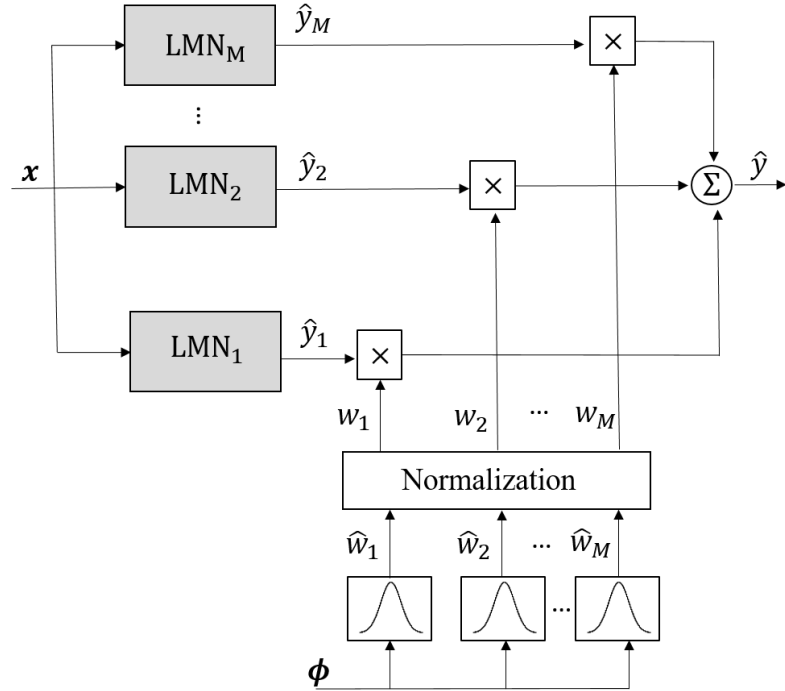 LMN_M ŷ_M ×
⋮
x LMN_2 ŷ_2 × Σ ŷ
LMN_1 ŷ_1 ×
w_1 w_2 ... w_M
Normalization
ŵ_1 ŵ_2 ... ŵ_M
...
ϕ